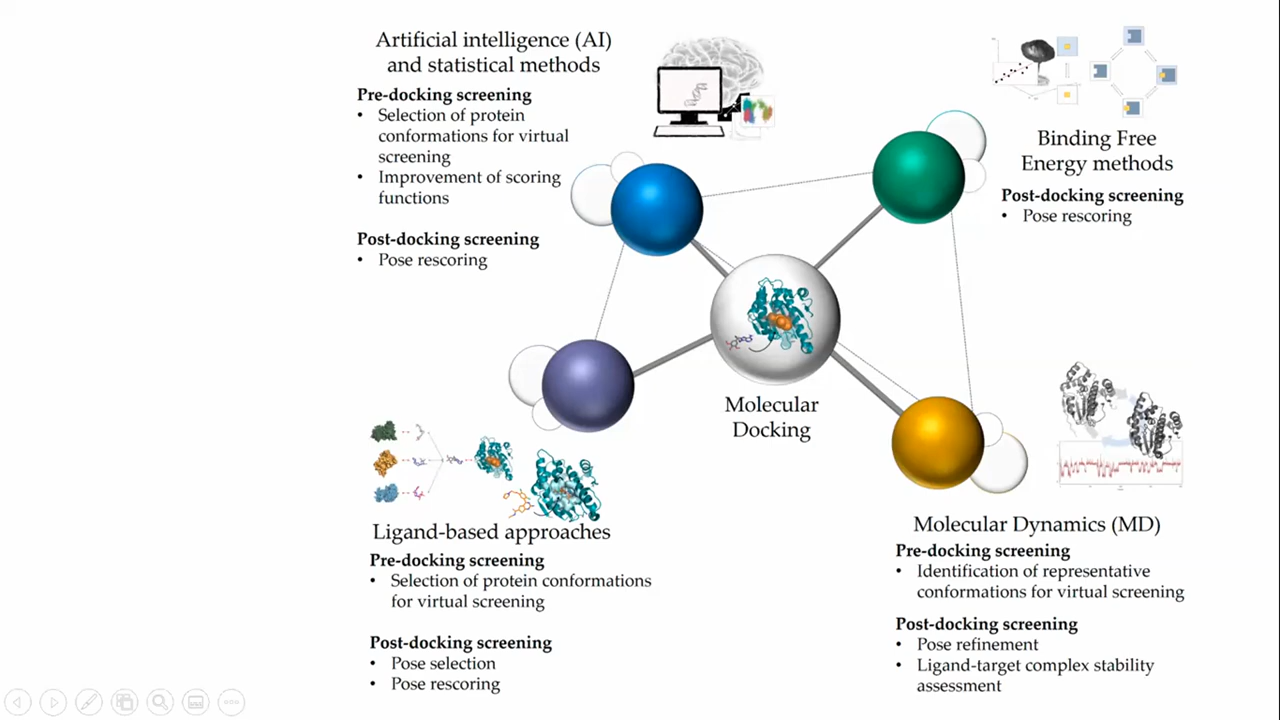 Artificial intelligence (AI)
and statistical methods
Pre-docking screening
• Selection of protein
conformations for virtual
screening
• Improvement of scoring
functions
Post-docking screening
• Pose rescoring
Binding Free
Energy methods
Post-docking screening
• Pose rescoring
Molecular
Docking
Ligand-based approaches
Pre-docking screening
• Selection of protein conformations
for virtual screening
Post-docking screening
• Pose selection
• Pose rescoring
Molecular Dynamics (MD)
Pre-docking screening
• Identification of representative
conformations for virtual screening
Post-docking screening
• Pose refinement
• Ligand-target complex stability
assessment